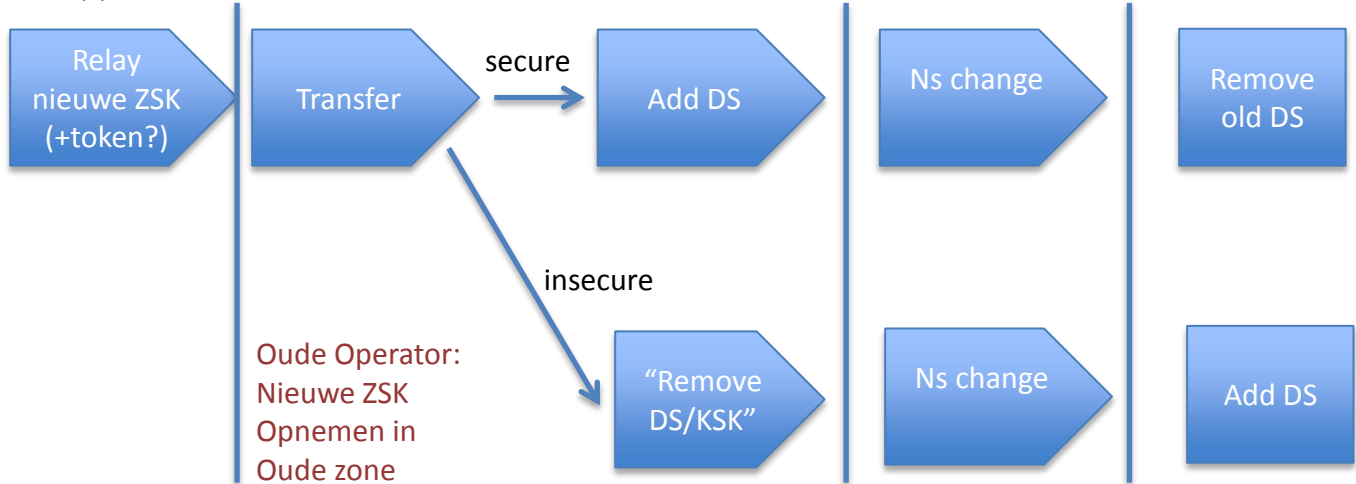 Relay
nieuwe ZSK
(+token?)
Transfer
secure
Add DS
Ns change
Remove
old DS
insecure
Oude Operator:
Nieuwe ZSK
Opnemen in
Oude zone
“Remove
DS/KSK”
Ns change
Add DS